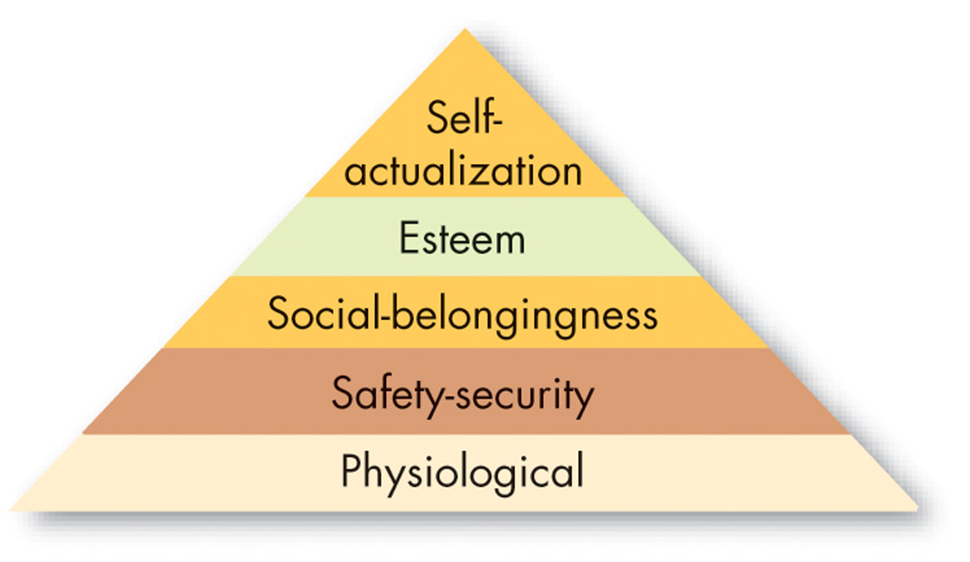 Self-
actualization
Esteem
Social-belongingness
Safety-security
Physiological